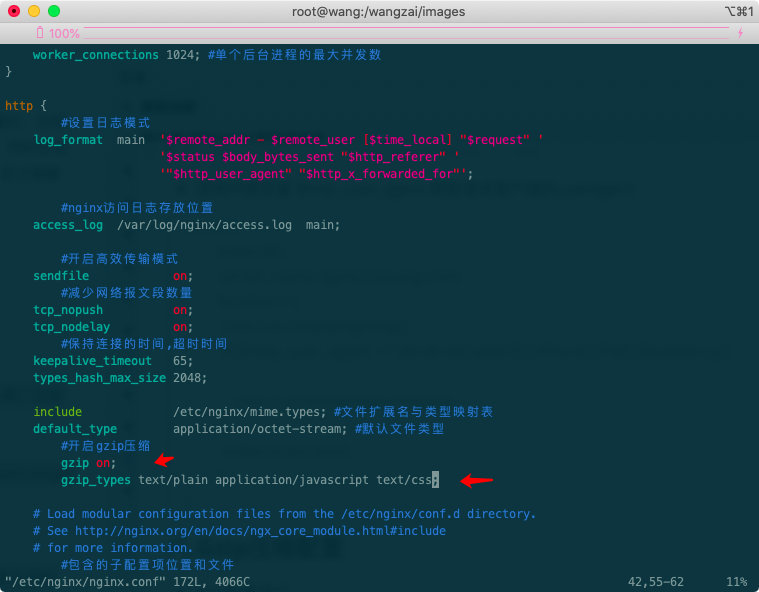 root@wang:/wangzai/images
⌥⌘1
100%
worker_connections 1024; #单个后台进程的最大并发数
}
http {
#设置日志模式
log_format  main  '$remote_addr - $remote_user [$time_local] "$request" '
'$status $body_bytes_sent "$http_referer" '
'"$http_user_agent" "$http_x_forwarded_for"';
#nginx访问日志存放位置
access_log  /var/log/nginx/access.log  main;
#开启高效传输模式
sendfile            on;
#减少网络报文段数量
tcp_nopush          on;
tcp_nodelay         on;
#保持连接的时间,超时时间
keepalive_timeout   65;
types_hash_max_size 2048;
include             /etc/nginx/mime.types; #文件扩展名与类型映射表
default_type        application/octet-stream; #默认文件类型
#开启gzip压缩
gzip on;
gzip_types text/plain application/javascript text/css;
# Load modular configuration files from the /etc/nginx/conf.d directory.
# See http://nginx.org/en/docs/ngx_core_module.html#include
# for more information.
#包含的子配置项位置和文件
"/etc/nginx/nginx.conf" 172L, 4066C
42,55-62
11%